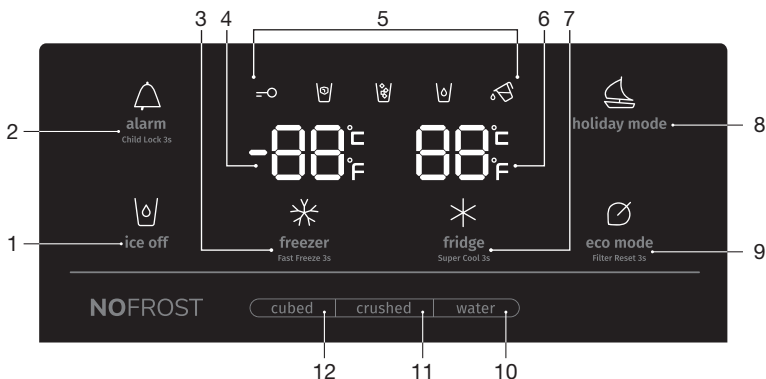 3 4 5 6 7
alarm
Child Lock 3s
2
-88°C °F
88°C °F
4
6
holiday mode
8
1
ice off
freezer
Fast Freeze 3s
fridge
Super Cool 3s
eco mode
Filter Reset 3s
9
NOFROST
cubed crushed water
12 11 10